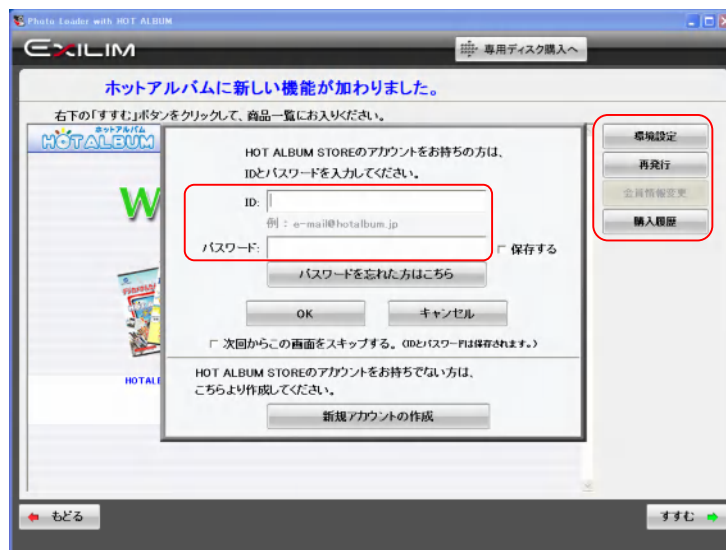 Photo Loader with HOT ALBUM
EXILIM
専用ディスク購入へ
ホットアルバムに新しい機能が加わりました。
右下の「すすむ」ボタンをクリックして、商品一覧にお入りください。
ホットアルバム
HOTALBUM
W
HOTALB
HOT ALBUM STOREのアカウントをお持ちの方は、
IDとパスワードを入力してください。
ID:
例：e-mail@hotalbum.jp
パスワード:
保存する
パスワードを忘れた方はこちら
OK
キャンセル
次回からこの画面をスキップする。(IDとパスワードは保存されます。)
HOT ALBUM STOREのアカウントをお持ちでない方は、
こちらより作成してください。
新規アカウントの作成
環境設定
再発行
会員情報変更
購入履歴
もどる
すすむ